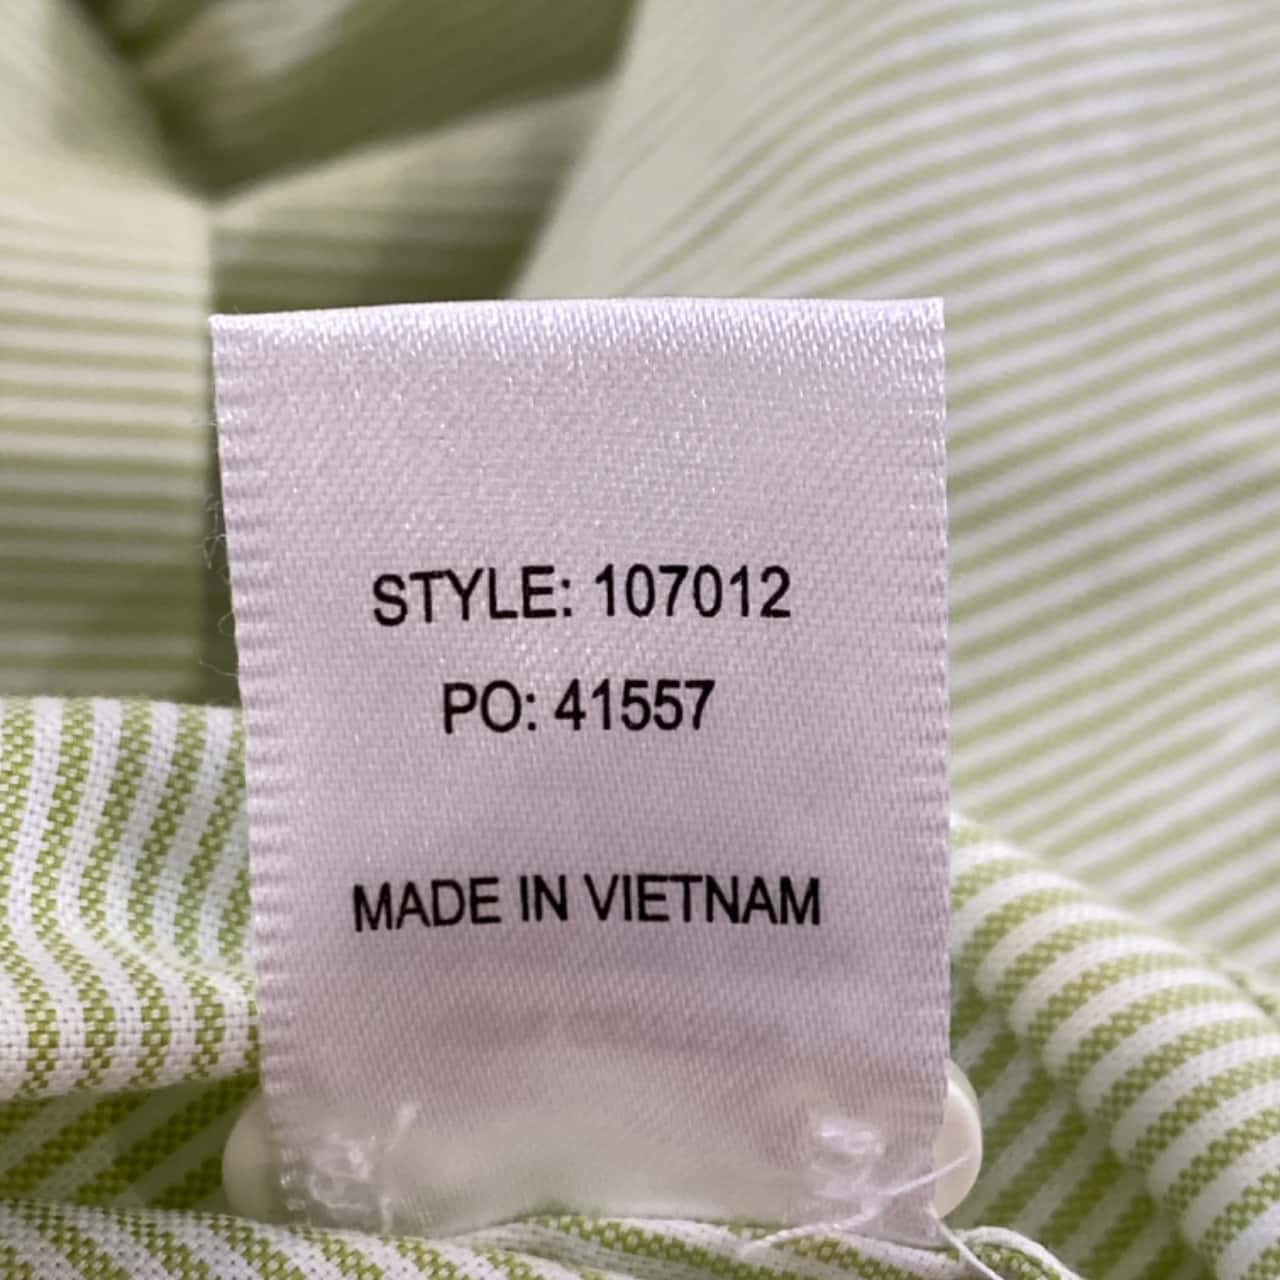 STYLE: 107012
PO: 41557
MADE IN VIETNAM